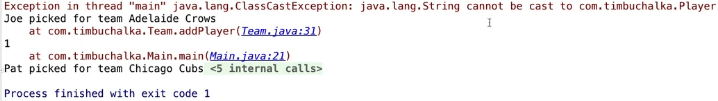 Exception in thread "main" java.lang.ClassCastException: java.lang.String cannot be cast to com.timbuchalka.Player
Joe picked for team Adelaide Crows
    at com.timbuchalka.Team.addPlayer(Team.java:31)
1
    at com.timbuchalka.Main.main(Main.java:21)
Pat picked for team Chicago Cubs <5 internal calls>
Process finished with exit code 1